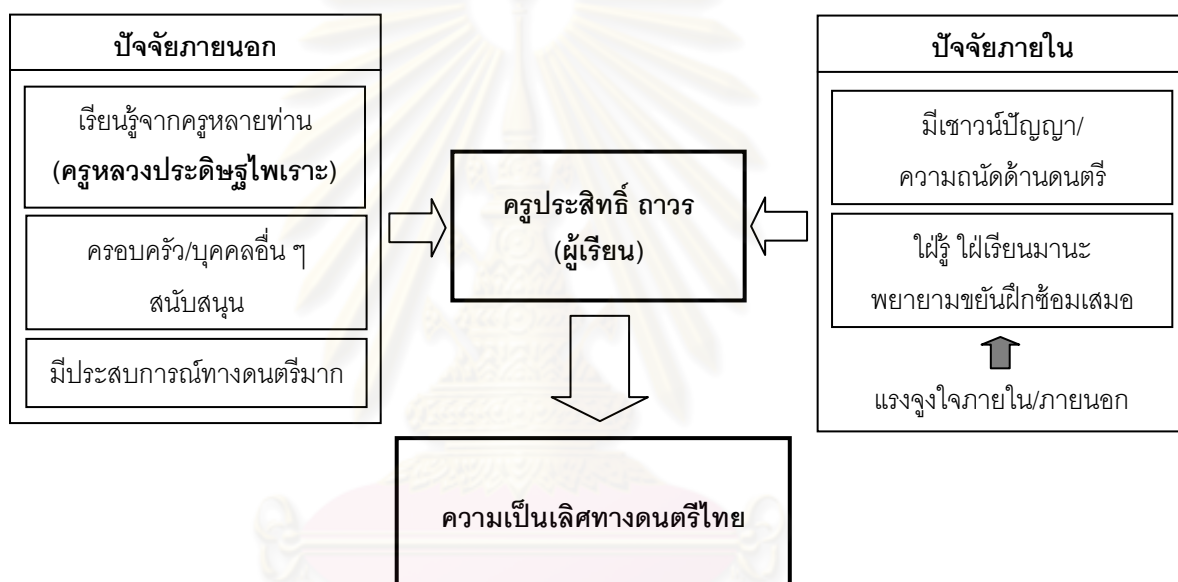 ปัจจัยภายนอก
เรียนรู้จากครูหลายท่าน
(ครูหลวงประดิษฐไพเราะ)
ครอบครัว/บุคคลอื่น ๆ
สนับสนุน
มีประสบการณ์ทางดนตรีมาก
ครูประสิทธิ์ ถาวร
(ผู้เรียน)
ปัจจัยภายใน
มีเชาวน์ปัญญา/
ความถนัดด้านดนตรี
ใฝ่รู้ ใฝ่เรียนมานะ
พยายามขยันฝึกซ้อมเสมอ
แรงจูงใจภายใน/ภายนอก
ความเป็นเลิศทางดนตรีไทย